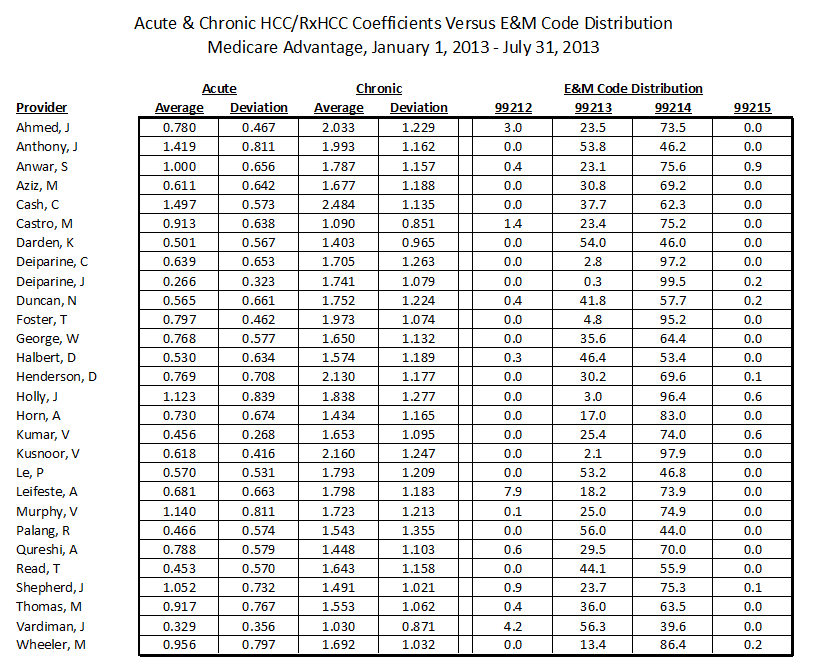 Acute & Chronic HCC/RxHCC Coefficients Versus E&M Code Distribution
Medicare Advantage, January 1, 2013 - July 31, 2013
Acute Chronic E&M Code Distribution
Provider Average Deviation Average Deviation 99212 99213 99214 99215
Ahmed, J 0.780 0.467 2.033 1.229 3.0 23.5 73.5 0.0
Anthony, J 1.419 0.811 1.993 1.162 0.0 53.8 46.2 0.0
Anwar, S 1.000 0.656 1.787 1.157 0.4 23.1 75.6 0.9
Aziz, M 0.611 0.642 1.677 1.188 0.0 30.8 69.2 0.0
Cash, C 1.497 0.573 2.484 1.135 0.0 37.7 62.3 0.0
Castro, M 0.913 0.638 1.090 0.851 1.4 23.4 75.2 0.0
Darden, K 0.501 0.567 1.403 0.965 0.0 54.0 46.0 0.0
Deiparine, C 0.639 0.653 1.705 1.263 0.0 2.8 97.2 0.0
Deiparine, J 0.266 0.323 1.741 1.079 0.0 0.3 99.5 0.2
Duncan, N 0.565 0.661 1.752 1.224 0.4 41.8 57.7 0.2
Foster, T 0.797 0.462 1.973 1.074 0.0 4.8 95.2 0.0
George, W 0.768 0.577 1.650 1.132 0.0 35.6 64.4 0.0
Halbert, D 0.530 0.634 1.574 1.189 0.3 46.4 53.4 0.0
Henderson, D 0.769 0.708 2.130 1.177 0.0 30.2 69.6 0.1
Holly, J 1.123 0.839 1.838 1.277 0.0 3.0 96.4 0.6
Horn, A 0.730 0.674 1.434 1.165 0.0 17.0 83.0 0.0
Kumar, V 0.456 0.268 1.653 1.095 0.0 25.4 74.0 0.6
Kusnoor, V 0.618 0.416 2.160 1.247 0.0 2.1 97.9 0.0
Le, P 0.570 0.531 1.793 1.209 0.0 53.2 46.8 0.0
Leifeste, A 0.681 0.663 1.798 1.183 7.9 18.2 73.9 0.0
Murphy, V 1.140 0.811 1.723 1.213 0.1 25.0 74.9 0.0
Palang, R 0.466 0.574 1.543 1.355 0.0 56.0 44.0 0.0
Qureshi, A 0.788 0.579 1.448 1.103 0.6 29.5 70.0 0.0
Read, T 0.453 0.570 1.643 1.158 0.0 44.1 55.9 0.0
Shepherd, J 1.052 0.732 1.491 1.021 0.9 23.7 75.3 0.1
Thomas, M 0.917 0.767 1.553 1.062 0.4 36.0 63.5 0.0
Vardiman, J 0.329 0.356 1.030 0.871 4.2 56.3 39.6 0.0
Wheeler, M 0.956 0.797 1.692 1.032 0.0 13.4 86.4 0.2